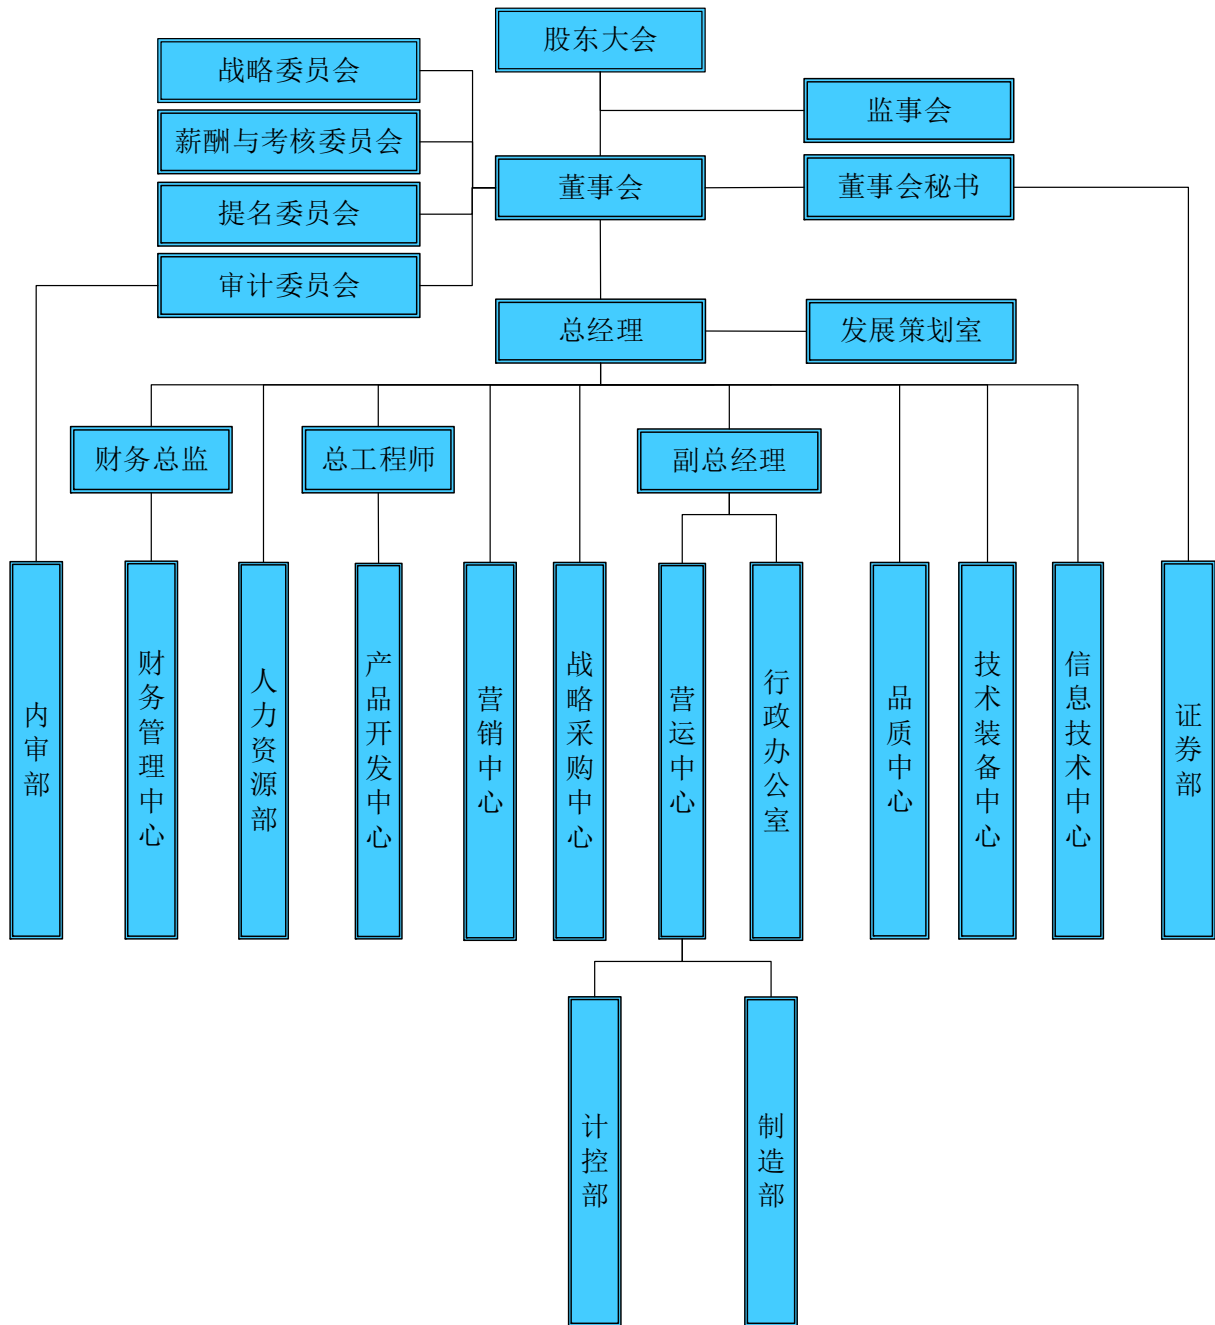 股东大会
战略委员会
监事会
薪酬与考核委员会
董事会
董事会秘书
提名委员会
审计委员会
总经理
发展策划室
财务总监
总工程师
副总经理
内审部
财务管理中心
人力资源部
产品开发中心
营销中心
战略采购中心
营运中心
行政办公室
品质中心
技术装备中心
信息技术中心
证券部
计控部
制造部